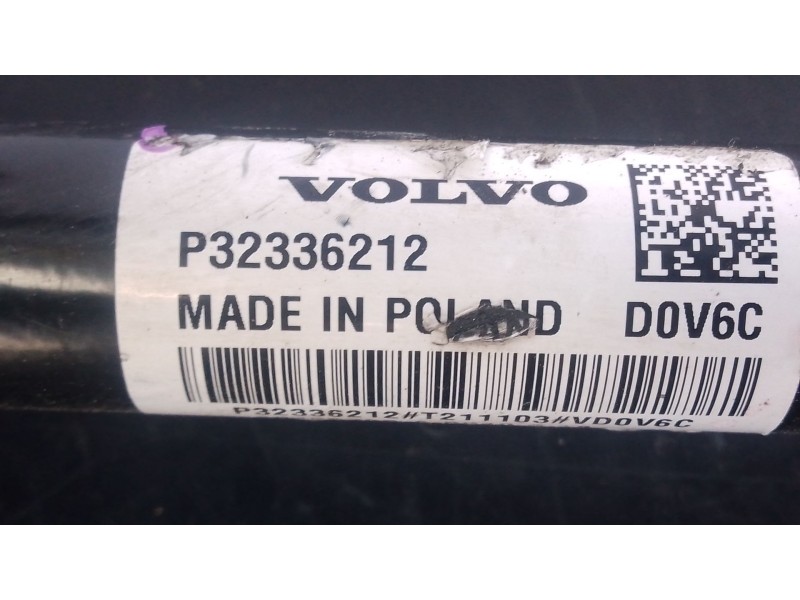 VOLVO
P32336212
MADE IN POLAND D0V6C
P32336212#T211103#VD0V6C